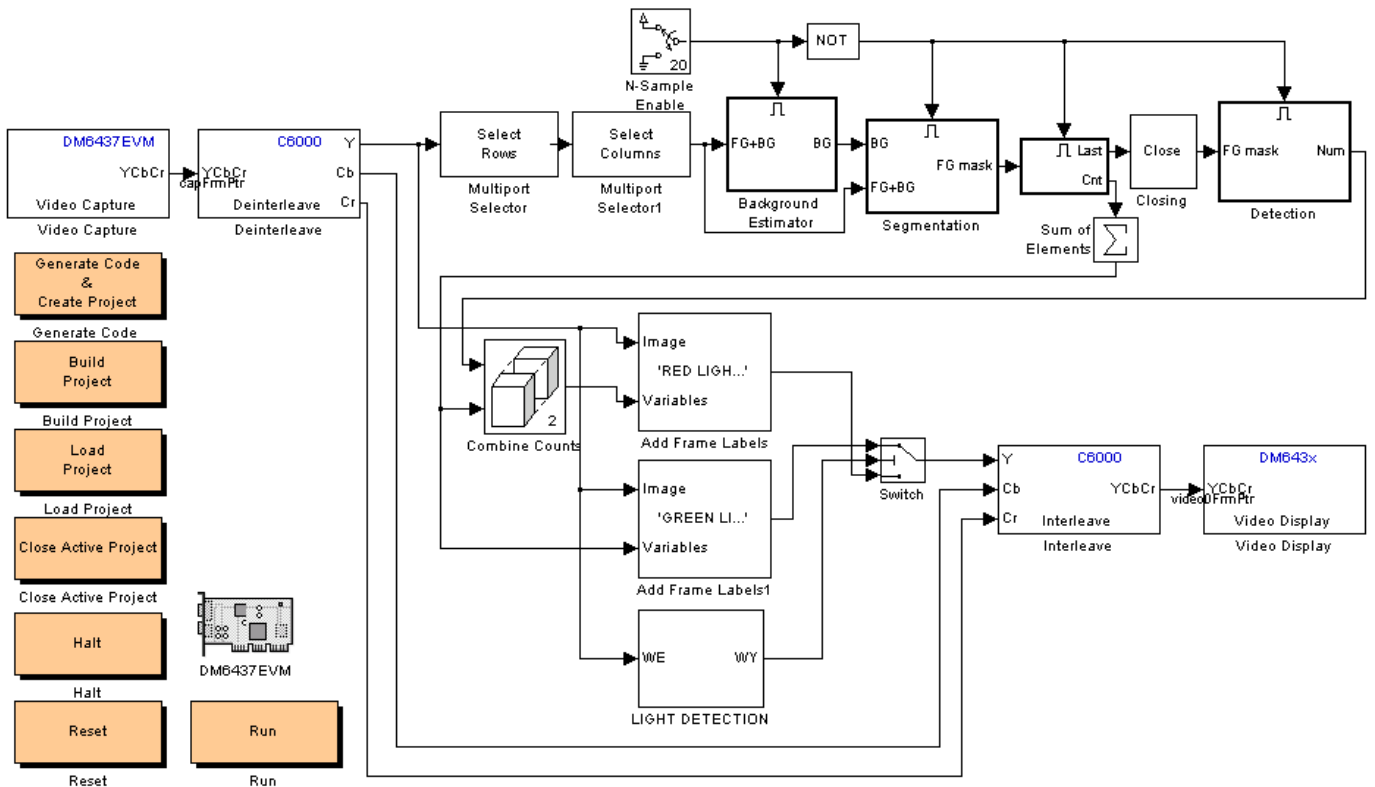 20
N-Sample
Enable
NOT
DM6437EVM
YCbCr
Video Capture
Video Capture
capFrmPtr
C6000
YCbCr
Y
Cb
Cr
Deinterleave
Deinterleave
Select
Rows
Multiport
Selector
Select
Columns
Multiport
Selector1
FG+BG
BG
Background
Estimator
BG
FG+BG
FG mask
Segmentation
Last
Cnt
Close
Closing
FG mask
Num
Detection
Sum of
Elements
Generate Code
&
Create Project
Generate Code
Build
Project
Build Project
Load
Project
Load Project
Close Active Project
Close Active Project
Halt
Halt
Reset
Reset
DM6437EVM
Run
Run
2
Combine Counts
Image
'RED LIGH...'
Variables
Add Frame Labels
Image
'GREEN LI...'
Variables
Add Frame Labels1
WE
WY
LIGHT DETECTION
Switch
C6000
Y
Cb
Cr
YCbCr
Interleave
Interleave
DM643x
YCbCr
video0FrmPtr
Video Display
Video Display